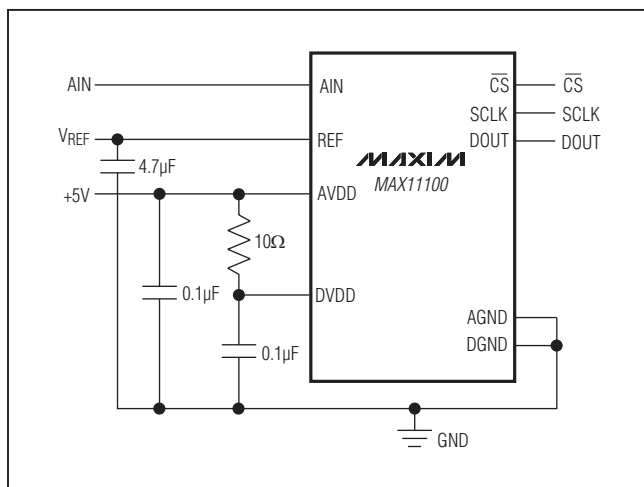 AIN
AIN
CS
CS
SCLK
SCLK
VREF
REF
DOUT
DOUT
MAXIM
4.7µF
MAX11100
+5V
AVDD
10Ω
0.1µF
DVDD
0.1µF
AGND
DGND
GND